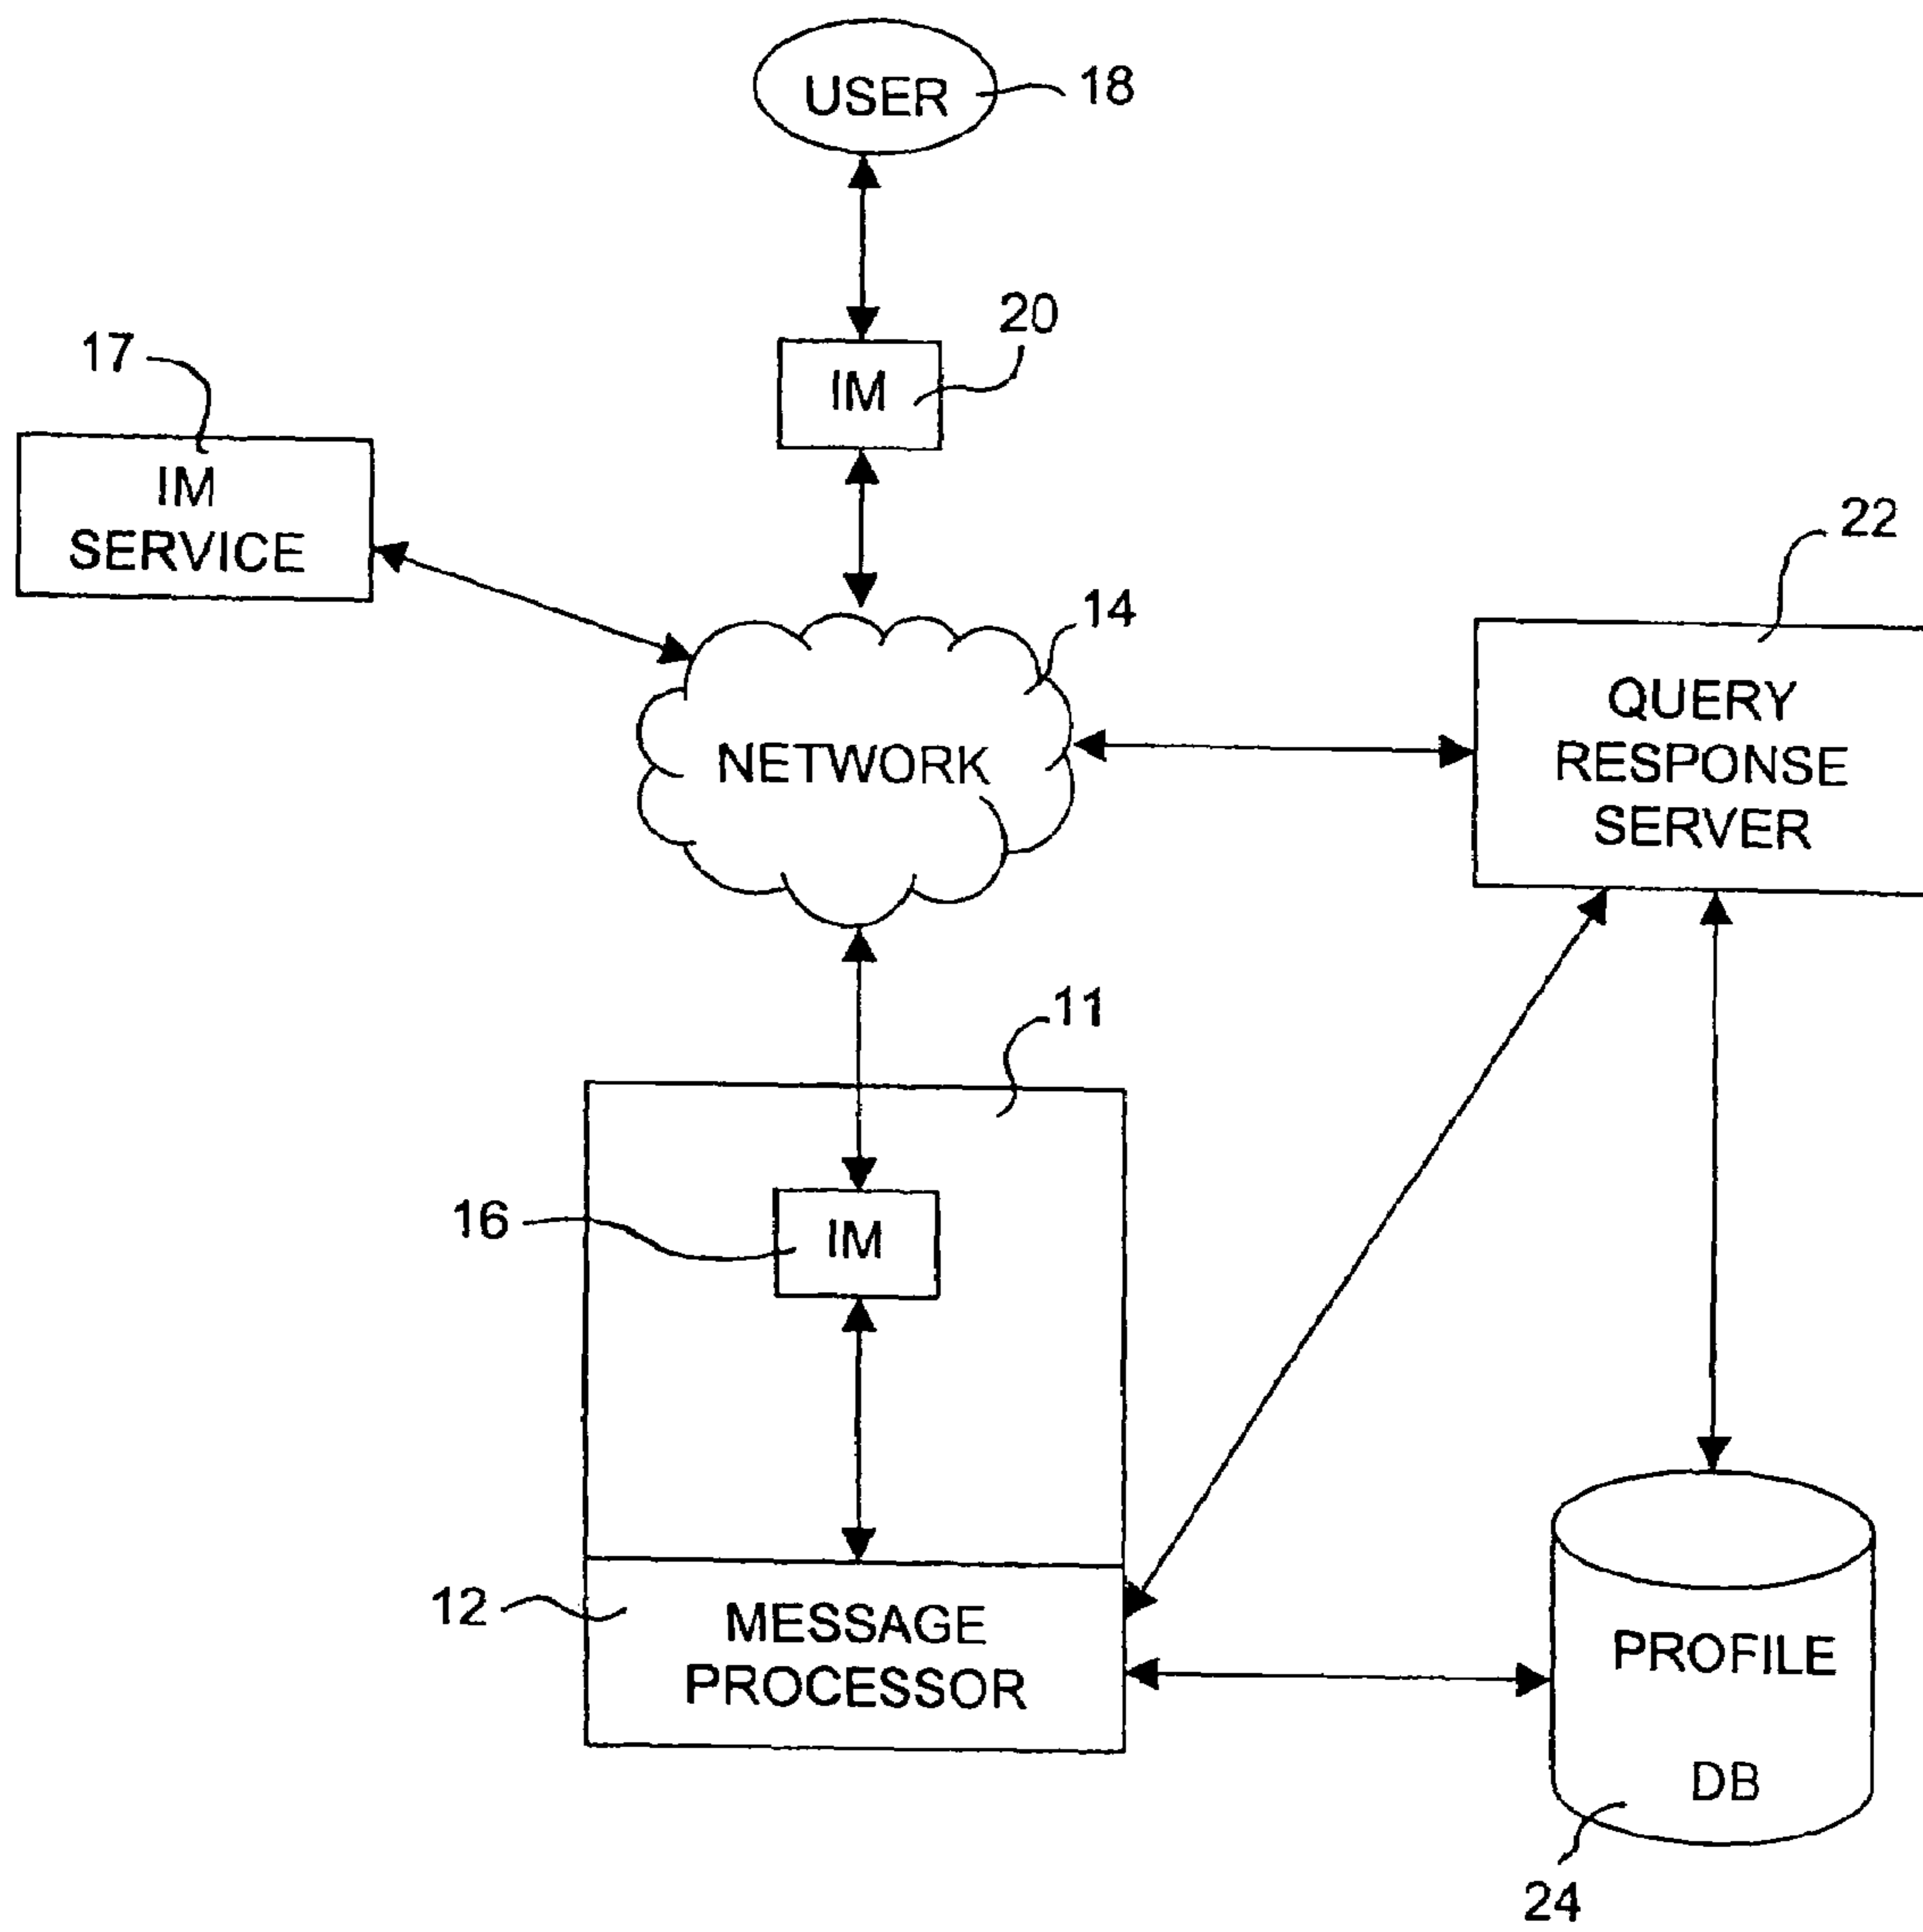 USER
18
20
IM
17
IM
SERVICE
22
14
QUERY
RESPONSE
SERVER
NETWORK
11
16
IM
12
MESSAGE
PROCESSOR
PROFILE
DB
24